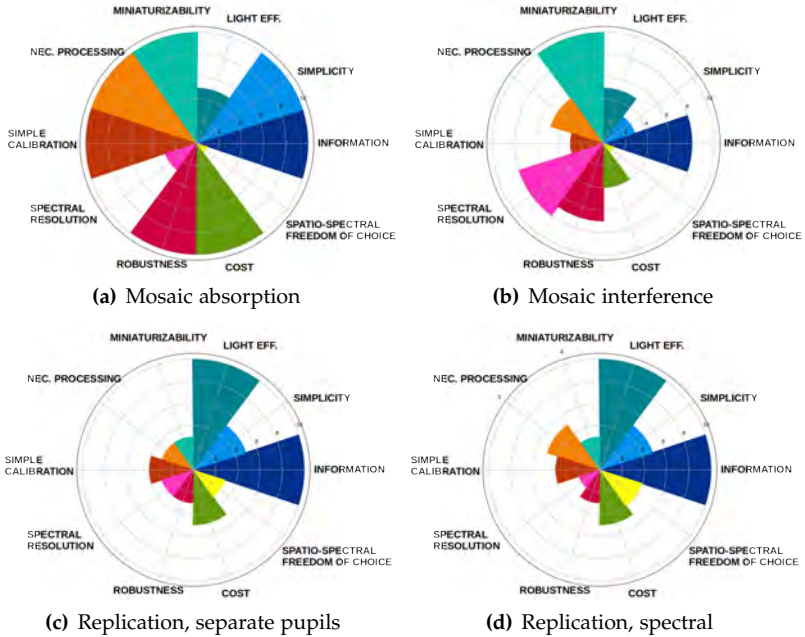 MINIATURIZABILITY
LIGHT EFF.
NEC. PROCESSING
SIMPLICITY
SIMPLE
CALIBRATION
INFORMATION
SPECTRAL
RESOLUTION
SPATIO-SPECTRAL
FREEDOM OF CHOICE
ROBUSTNESS
COST
(a) Mosaic absorption
MINIATURIZABILITY
LIGHT EFF.
NEC. PROCESSING
SIMPLICITY
SIMPLE
CALIBRATION
INFORMATION
SPECTRAL
RESOLUTION
SPATIO-SPECTRAL
FREEDOM OF CHOICE
ROBUSTNESS
COST
(b) Mosaic interference
MINIATURIZABILITY
LIGHT EFF.
NEC. PROCESSING
SIMPLICITY
SIMPLE
CALIBRATION
INFORMATION
SPECTRAL
RESOLUTION
SPATIO-SPECTRAL
FREEDOM OF CHOICE
ROBUSTNESS
COST
(c) Replication, separate pupils
MINIATURIZABILITY
LIGHT EFF.
NEC. PROCESSING
SIMPLICITY
SIMPLE
CALIBRATION
INFORMATION
SPECTRAL
RESOLUTION
SPATIO-SPECTRAL
FREEDOM OF CHOICE
ROBUSTNESS
COST
(d) Replication, spectral